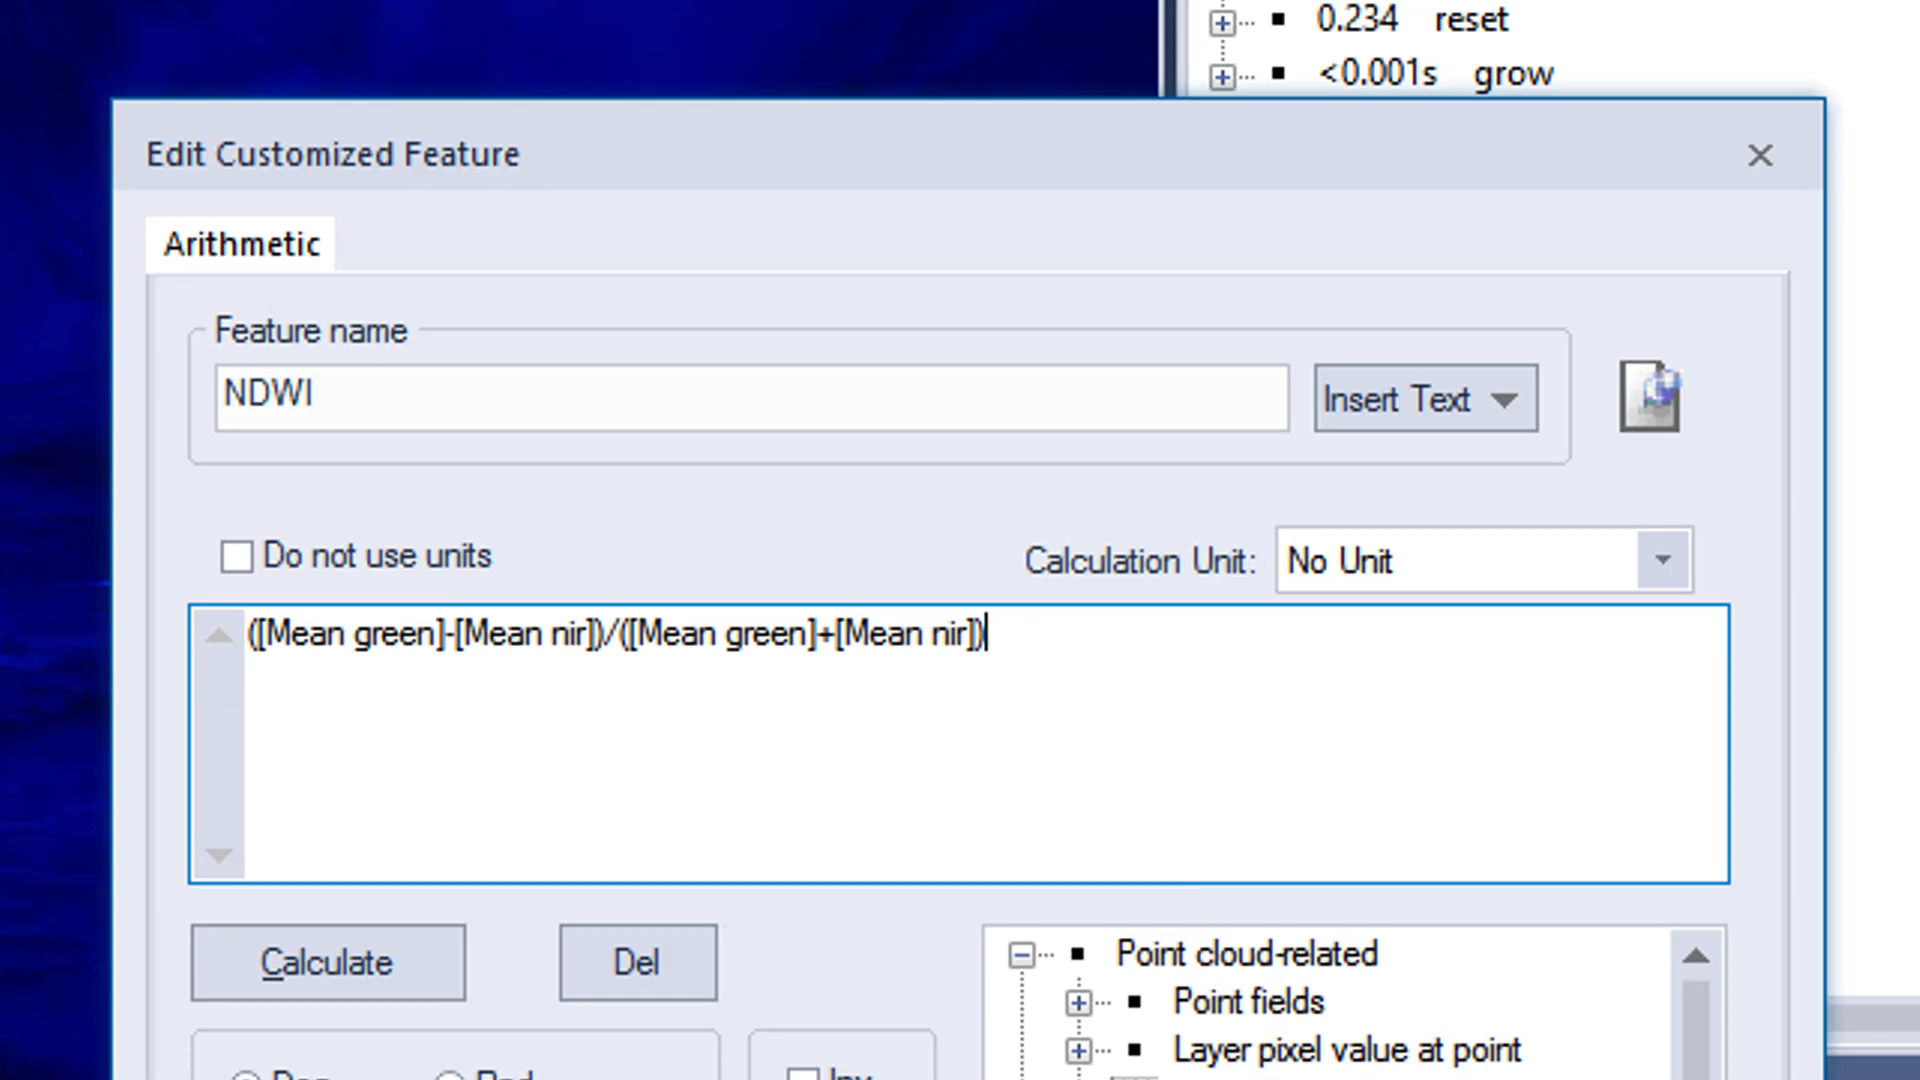 0.234 reset
<0.001s grow
Edit Customized Feature
Arithmetic
Feature name
NDWI
Insert Text
Do not use units
Calculation Unit:
No Unit
([Mean green]-[Mean nir])/([Mean green]+[Mean nir])
Calculate
Del
Point cloud-related
Point fields
Layer pixel value at point